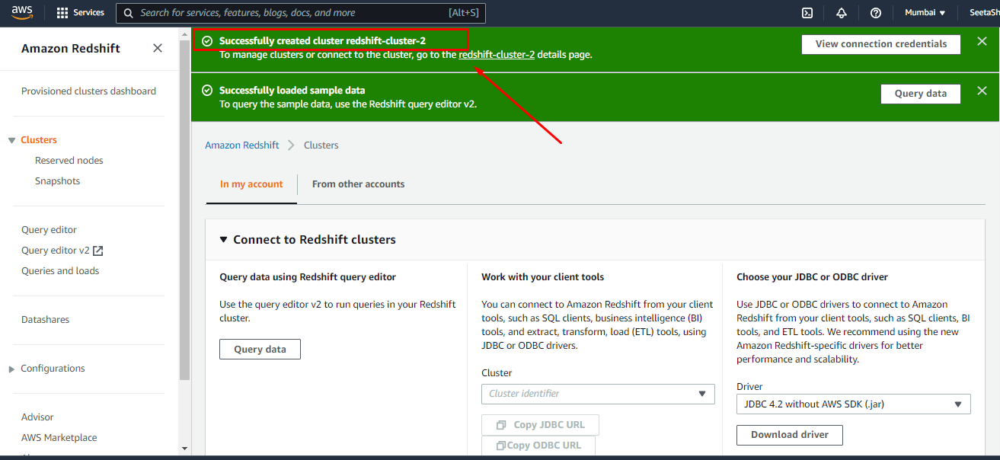 aws
Services
Search for services, features, blogs, docs, and more
[Alt+S]
Mumbai
SeetaSh
Amazon Redshift
Provisioned clusters dashboard
Clusters
Reserved nodes
Snapshots
Query editor
Query editor v2
Queries and loads
Datashares
Configurations
Advisor
AWS Marketplace
Successfully created cluster redshift-cluster-2
To manage clusters or connect to the cluster, go to the redshift-cluster-2 details page.
View connection credentials
Successfully loaded sample data
To query the sample data, use the Redshift query editor v2.
Query data
Amazon Redshift
Clusters
In my account
From other accounts
Connect to Redshift clusters
Query data using Redshift query editor
Use the query editor v2 to run queries in your Redshift
cluster.
Query data
Work with your client tools
You can connect to Amazon Redshift from your client
tools, such as SQL clients, business intelligence (BI)
tools, and extract, transform, load (ETL) tools, using
JDBC or ODBC drivers.
Cluster
Cluster identifier
Copy JDBC URL
Copy ODBC URL
Choose your JDBC or ODBC driver
Use JDBC or ODBC drivers to connect to Amazon
Redshift from your client tools, such as SQL clients, BI
tools, and ETL tools. We recommend using the new
Amazon Redshift-specific drivers for better
performance and scalability.
Driver
JDBC 4.2 without AWS SDK (.jar)
Download driver